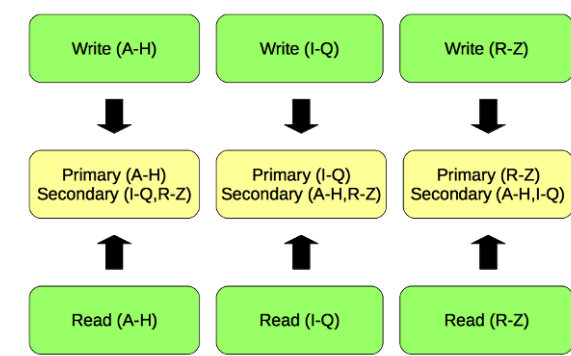 Write (A-H)
Write (I-Q)
Write (R-Z)
Primary (A-H)
Secondary (I-Q,R-Z)
Primary (I-Q)
Secondary (A-H,R-Z)
Primary (R-Z)
Secondary (A-H,I-Q)
Read (A-H)
Read (I-Q)
Read (R-Z)